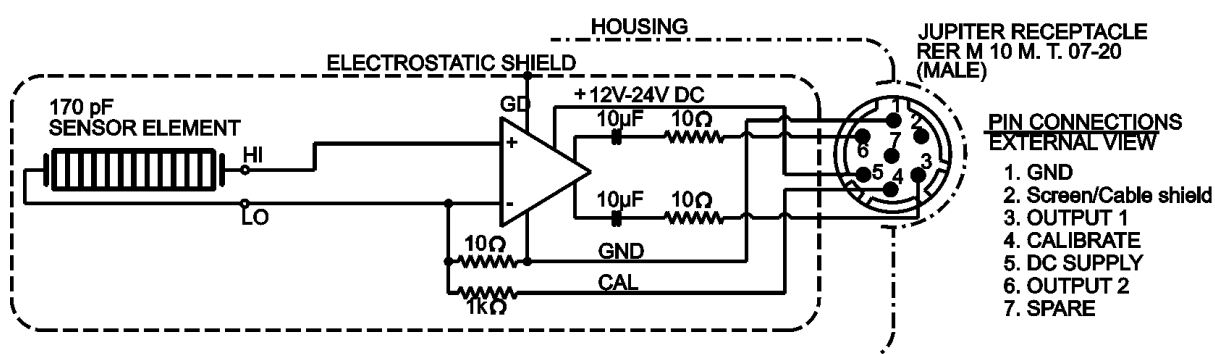 HOUSING
JUPITER RECEPTACLE
RER M 10 M. T. 07-20
(MALE)
ELECTROSTATIC SHIELD
170 pF
SENSOR ELEMENT
GD
+12V-24V DC
10µF
10Ω
HI
+
-
LO
10µF
10Ω
10Ω
GND
CAL
1kΩ
1
2
7
6
3
5
4
PIN CONNECTIONS
EXTERNAL VIEW
1. GND
2. Screen/Cable shield
3. OUTPUT 1
4. CALIBRATE
5. DC SUPPLY
6. OUTPUT 2
7. SPARE